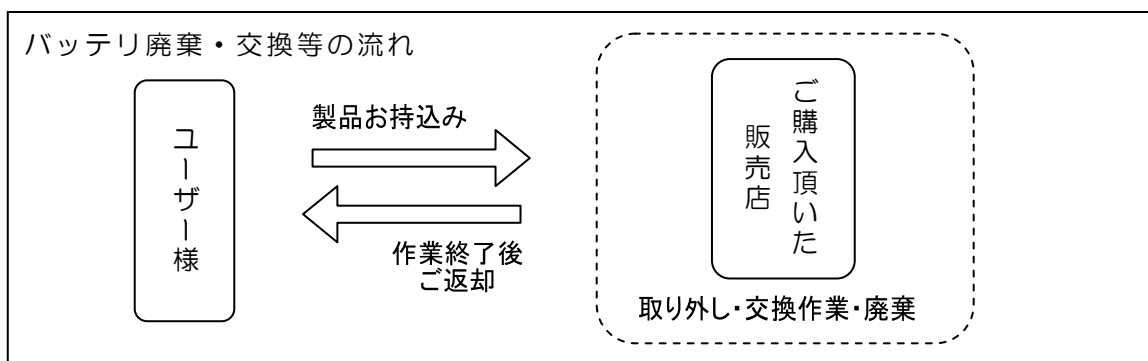 バッテリ廃棄・交換等の流れ
ユーザー様
製品お持込み
作業終了後
ご返却
ご購入頂いた
販売店
取り外し・交換作業・廃棄